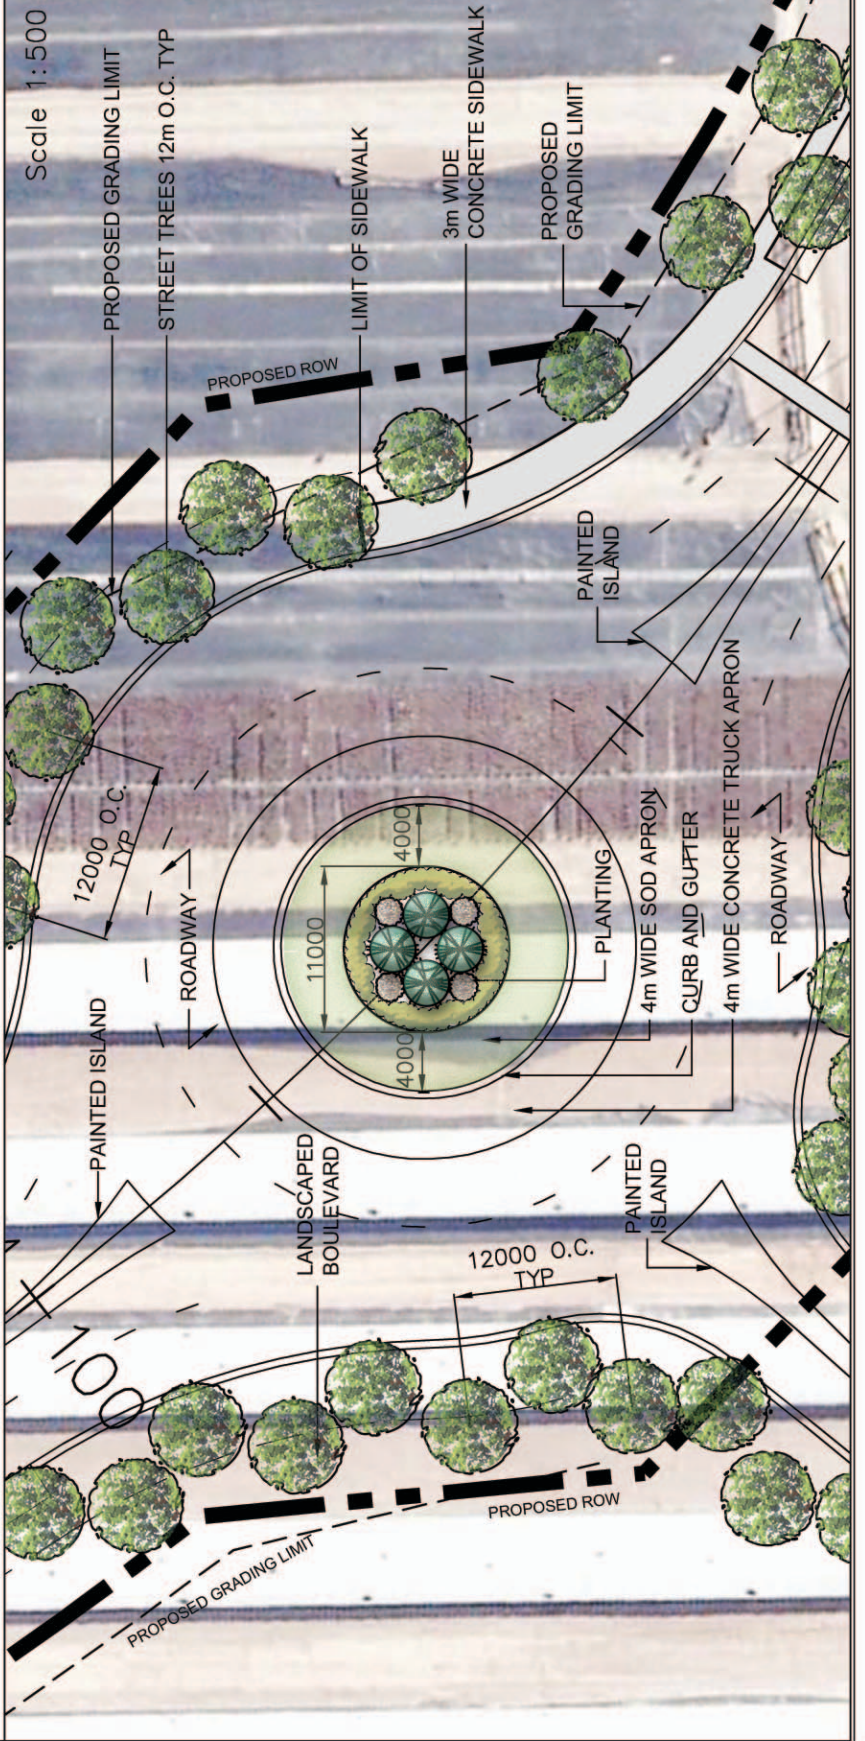 Scale 1:500
PROPOSED GRADING LIMIT
STREET TREES 12m O.C. TYP
LIMIT OF SIDEWALK
3m WIDE
CONCRETE SIDEWALK
PROPOSED
GRADING LIMIT
PROPOSED ROW
PAINTED
ISLAND
12000 O.C.
TYP
ROADWAY
4000
11000
4000
PLANTING
4m WIDE SOD APRON
CURB AND GUTTER
4m WIDE CONCRETE TRUCK APRON
ROADWAY
PAINTED ISLAND
LANDSCAPED
BOULEVARD
PAINTED
ISLAND
12000 O.C.
TYP
100
PROPOSED ROW
PROPOSED GRADING LIMIT